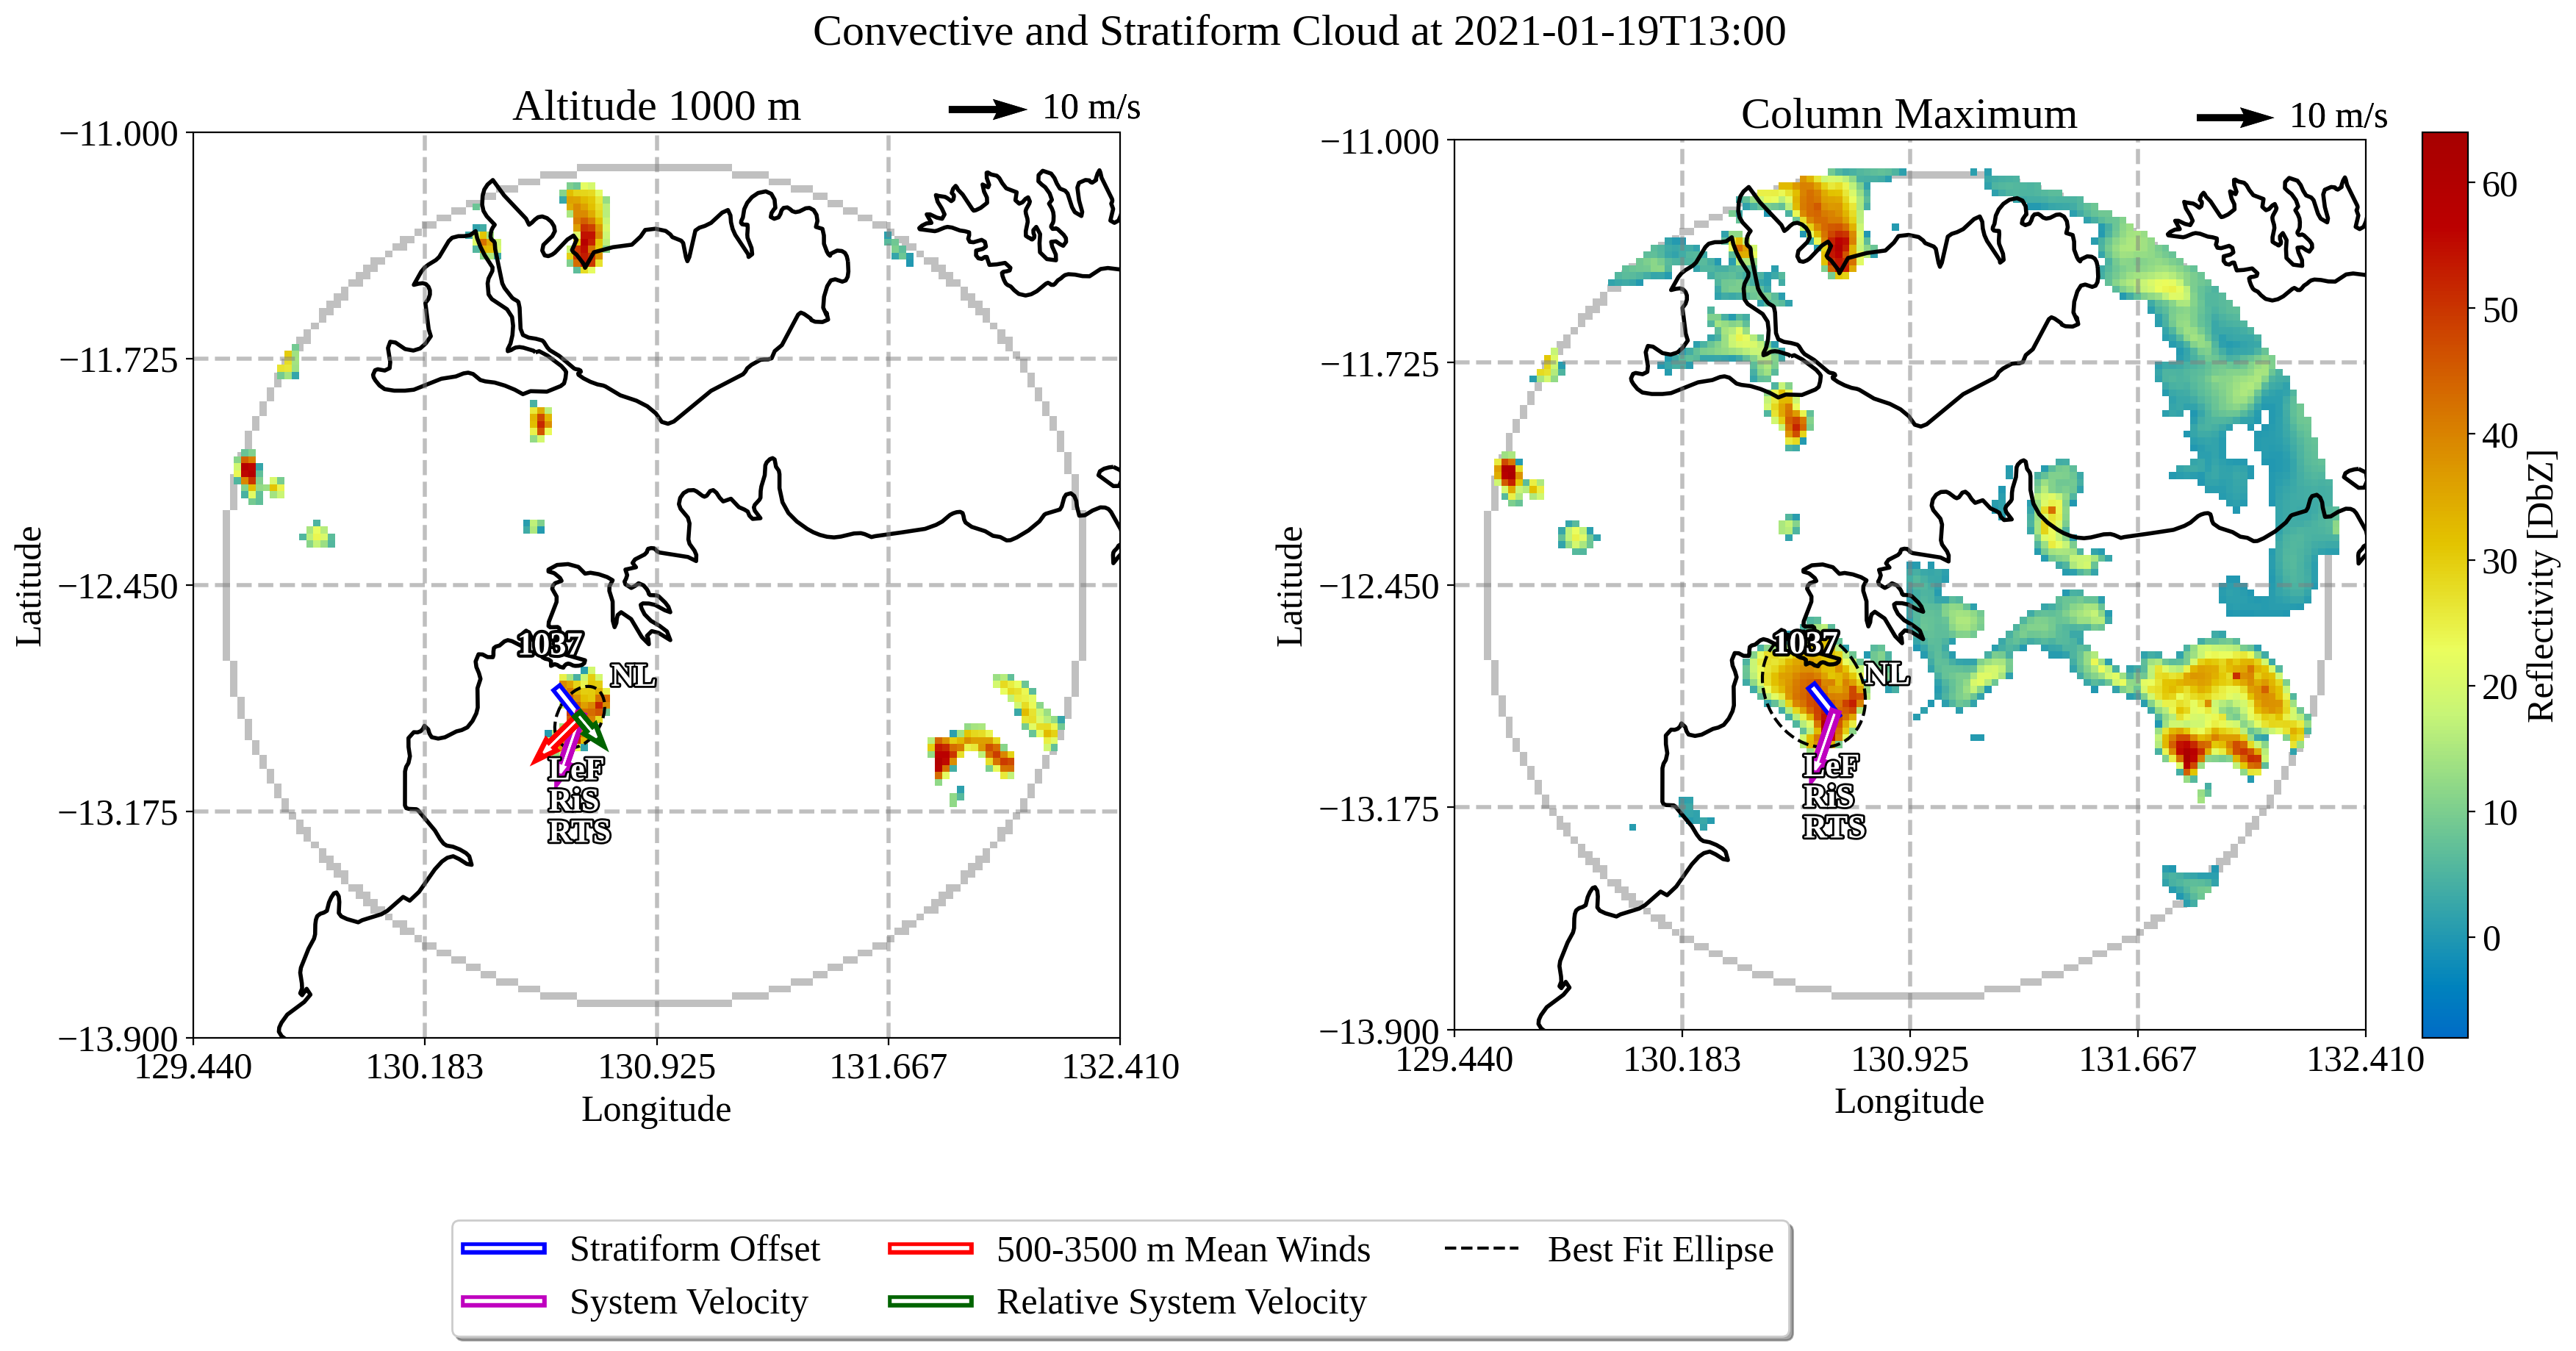 Convective and Stratiform Cloud at 2021-01-19T13:00
Altitude 1000 m
10 m/s
−11.000
−11.725
−12.450
−13.175
−13.900
129.440
130.183
130.925
131.667
132.410
Latitude
Longitude
1037
NL
LeF
RiS
RTS
Column Maximum
10 m/s
−11.000
−11.725
−12.450
−13.175
−13.900
129.440
130.183
130.925
131.667
132.410
Latitude
Longitude
1037
NL
LeF
RiS
RTS
60
50
40
30
20
10
0
Reflectivity [DbZ]
Stratiform Offset
System Velocity
500-3500 m Mean Winds
Relative System Velocity
Best Fit Ellipse